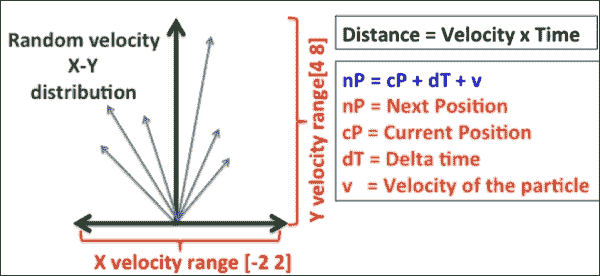 Random velocity
X-Y
distribution
Y velocity range[4 8]
X velocity range [-2 2]
Distance = Velocity x Time
nP = cP + dT + v
nP = Next Position
cP = Current Position
dT = Delta time
v = Velocity of the particle